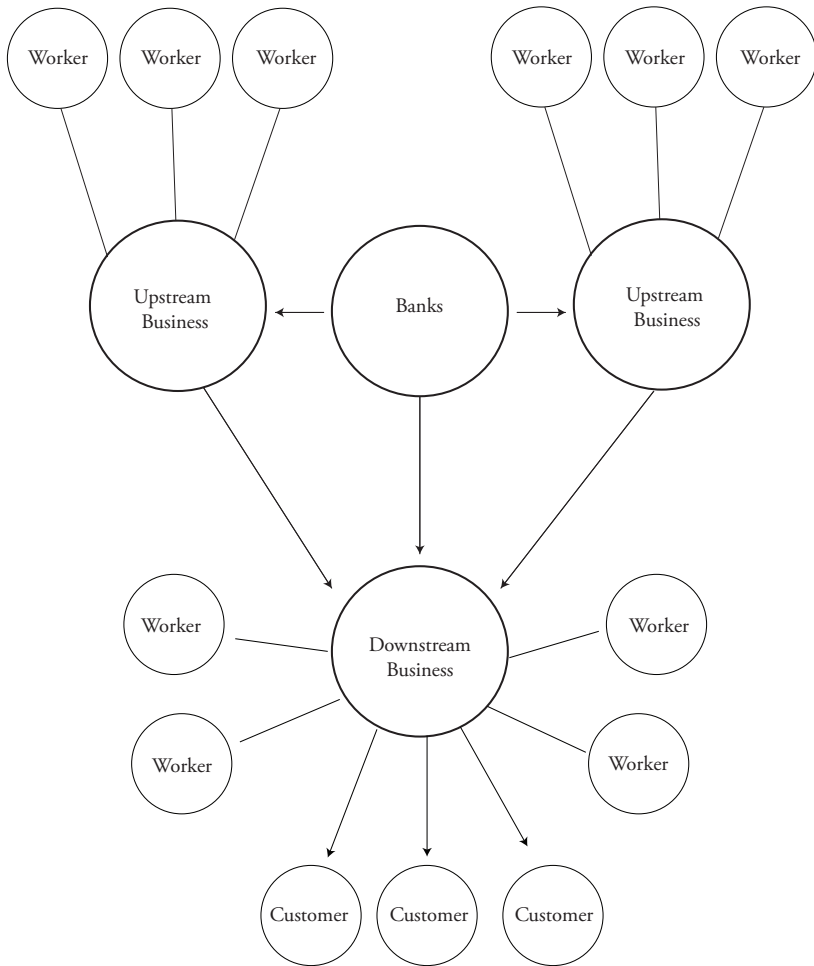 Worker
Worker
Worker
Worker
Worker
Worker
Upstream
Business
Banks
Upstream
Business
Worker
Downstream
Business
Worker
Worker
Worker
Customer
Customer
Customer